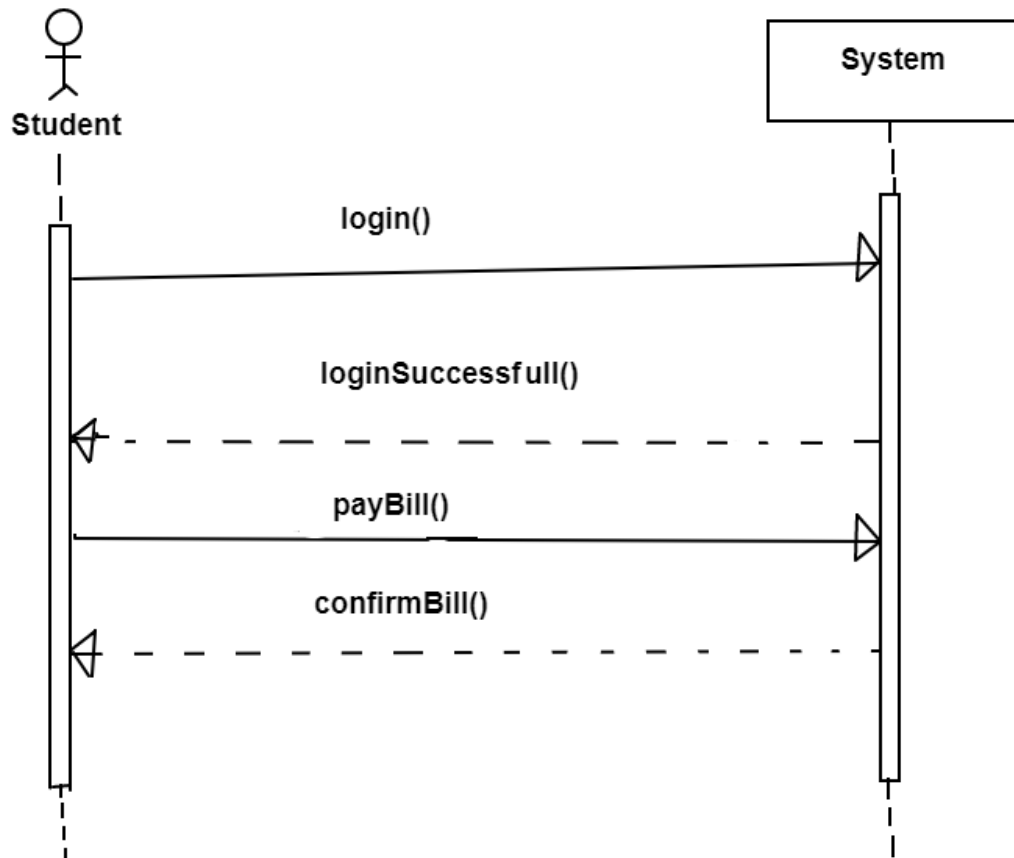 System
Student
login()
loginSuccessfull()
payBill()
confirmBill()